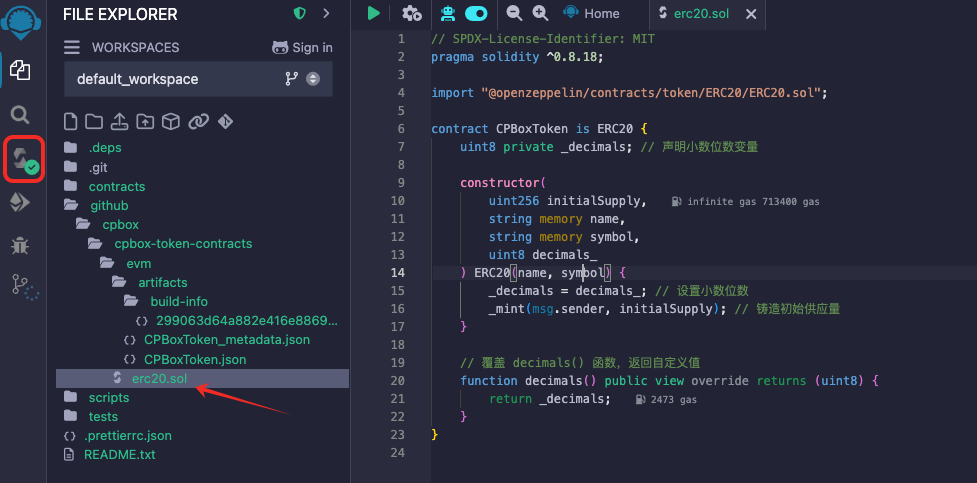 FILE EXPLORER
WORKSPACES
Sign in
default_workspace
.deps
.git
contracts
github
cpbox
cpbox-token-contracts
evm
artifacts
build-info
299063d64a882e416e8869...
CPBoxToken_metadata.json
CPBoxToken.json
erc20.sol
scripts
tests
.prettierrc.json
README.txt
Home
erc20.sol
1 // SPDX-License-Identifier: MIT
2 pragma solidity ^0.8.18;
3
4 import "@openzeppelin/contracts/token/ERC20/ERC20.sol";
5
6 contract CPBoxToken is ERC20 {
7 uint8 private _decimals; // 声明小数位数变量
8
9 constructor(
10 uint256 initialSupply, infinite gas 713400 gas
11 string memory name,
12 string memory symbol,
13 uint8 decimals_
14 ) ERC20(name, symbol) {
15 _decimals = decimals_; // 设置小数位数
16 _mint(msg.sender, initialSupply); // 铸造初始供应量
17 }
18
19 // 覆盖 decimals() 函数，返回自定义值
20 function decimals() public view override returns (uint8) {
21 return _decimals; 2473 gas
22 }
23 }
24